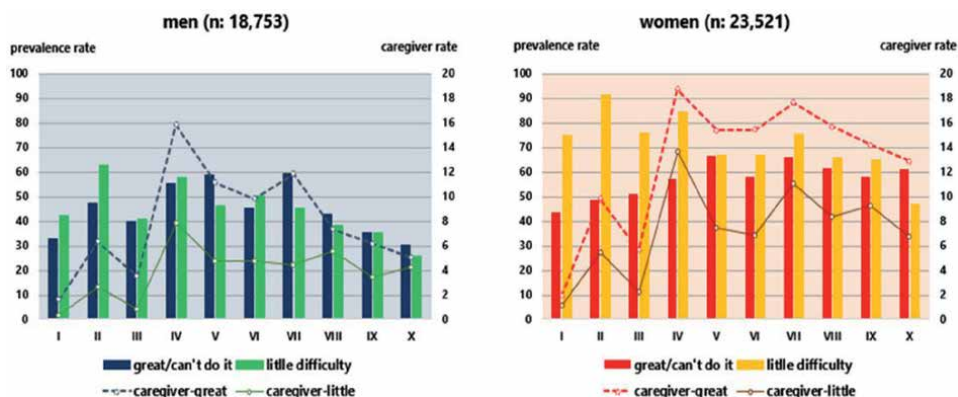 men (n: 18,753)
prevalence rate caregiver rate
100 20
90 18
80 16
70 14
60 12
50 10
40 8
30 6
20 4
10 2
0 0
I II III IV V VI VII VIII IX X
great/can't do it litlle difficulty
caregiver-great caregiver-little
women (n: 23,521)
prevalence rate caregiver rate
100 20
90 18
80 16
70 14
60 12
50 10
40 8
30 6
20 4
10 2
0 0
I II III IV V VI VII VIII IX X
great/can't do it litlle difficulty
caregiver-great caregiver-little